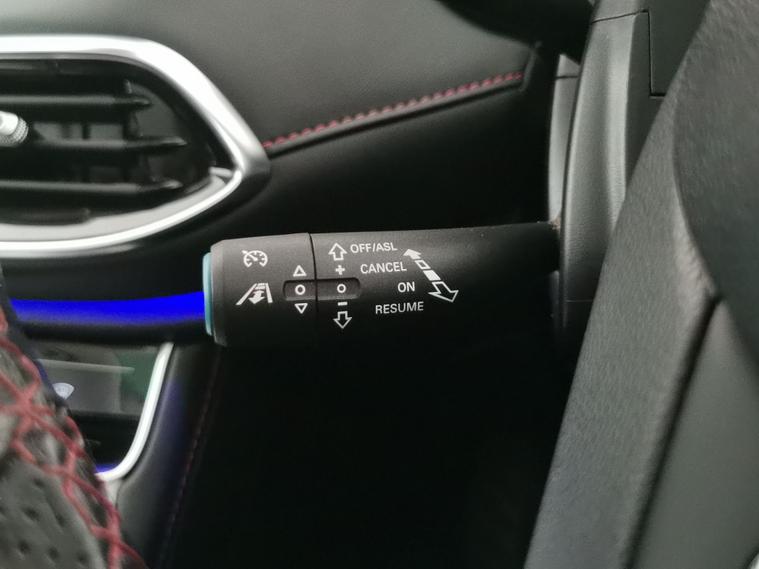 OFF/ASL
+ CANCEL
ON
- RESUME